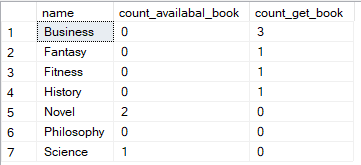 name count_availabal_book count_get_book
1 Business 0 3
2 Fantasy 0 1
3 Fitness 0 1
4 History 0 1
5 Novel 2 0
6 Philosophy 0 0
7 Science 1 0